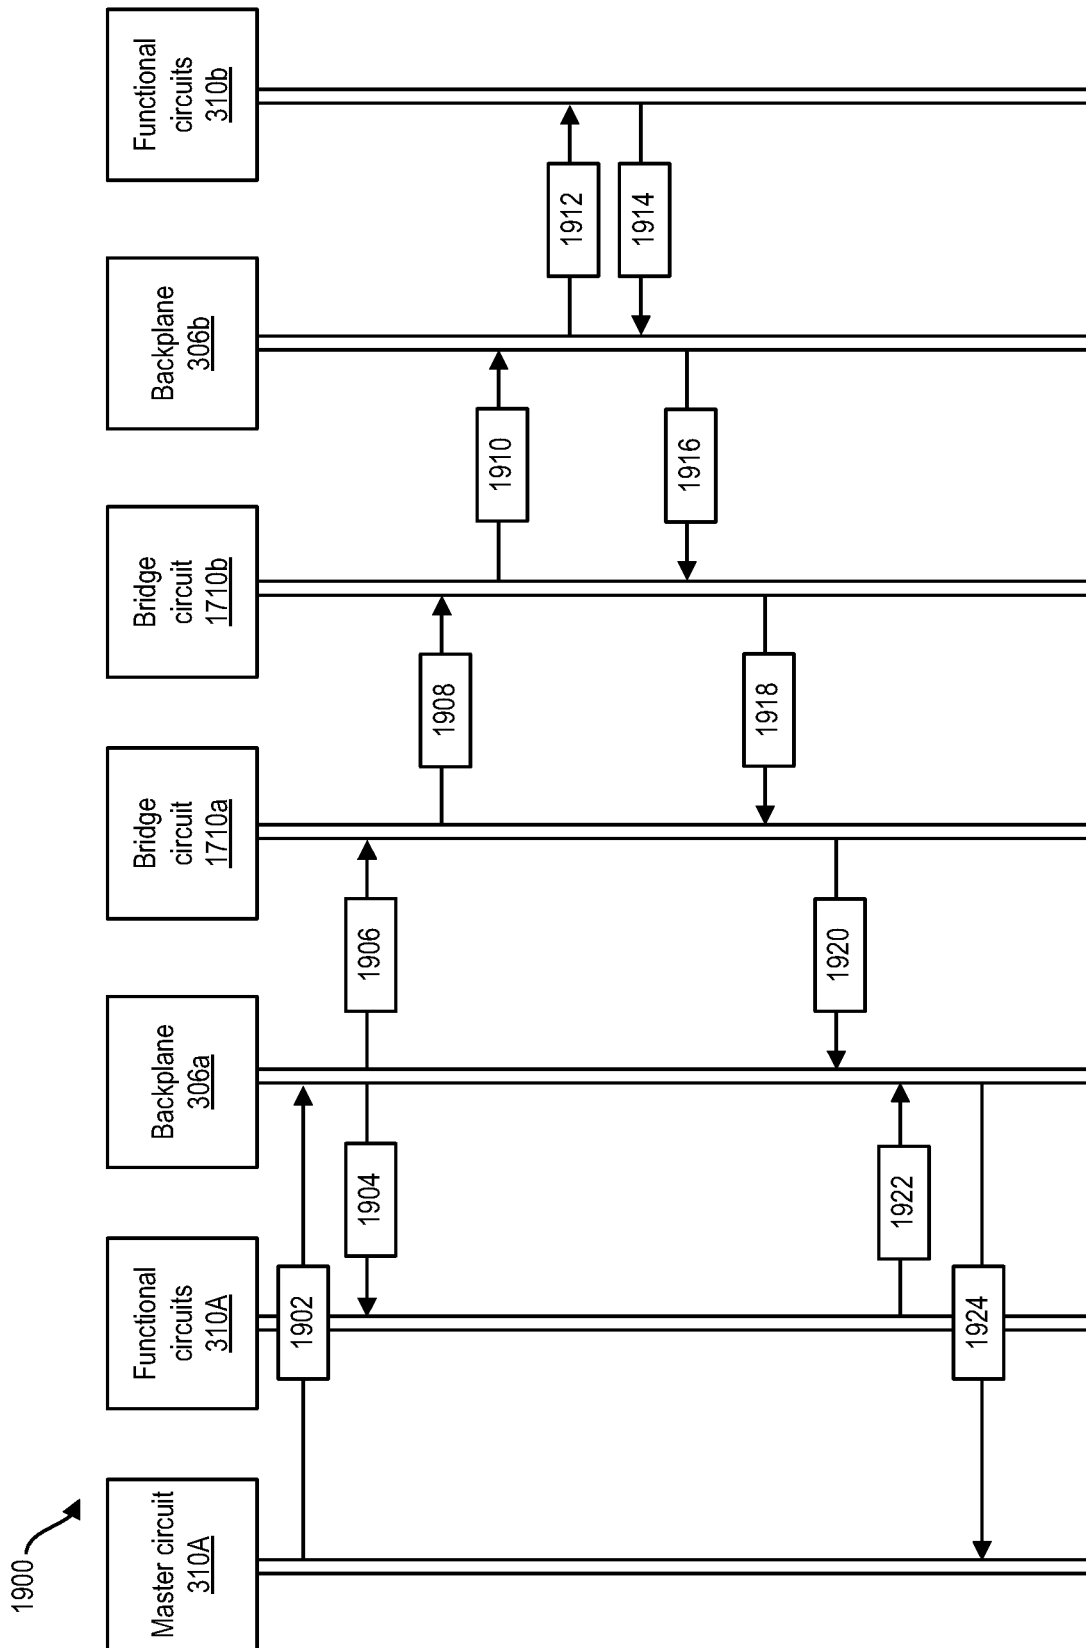 1900
Master circuit
310A
Functional
circuits
310A
Backplane
306a
Bridge
circuit
1710a
Bridge
circuit
1710b
Backplane
306b
Functional
circuits
310b
1902
1904
1906
1908
1910
1912
1914
1916
1918
1920
1922
1924